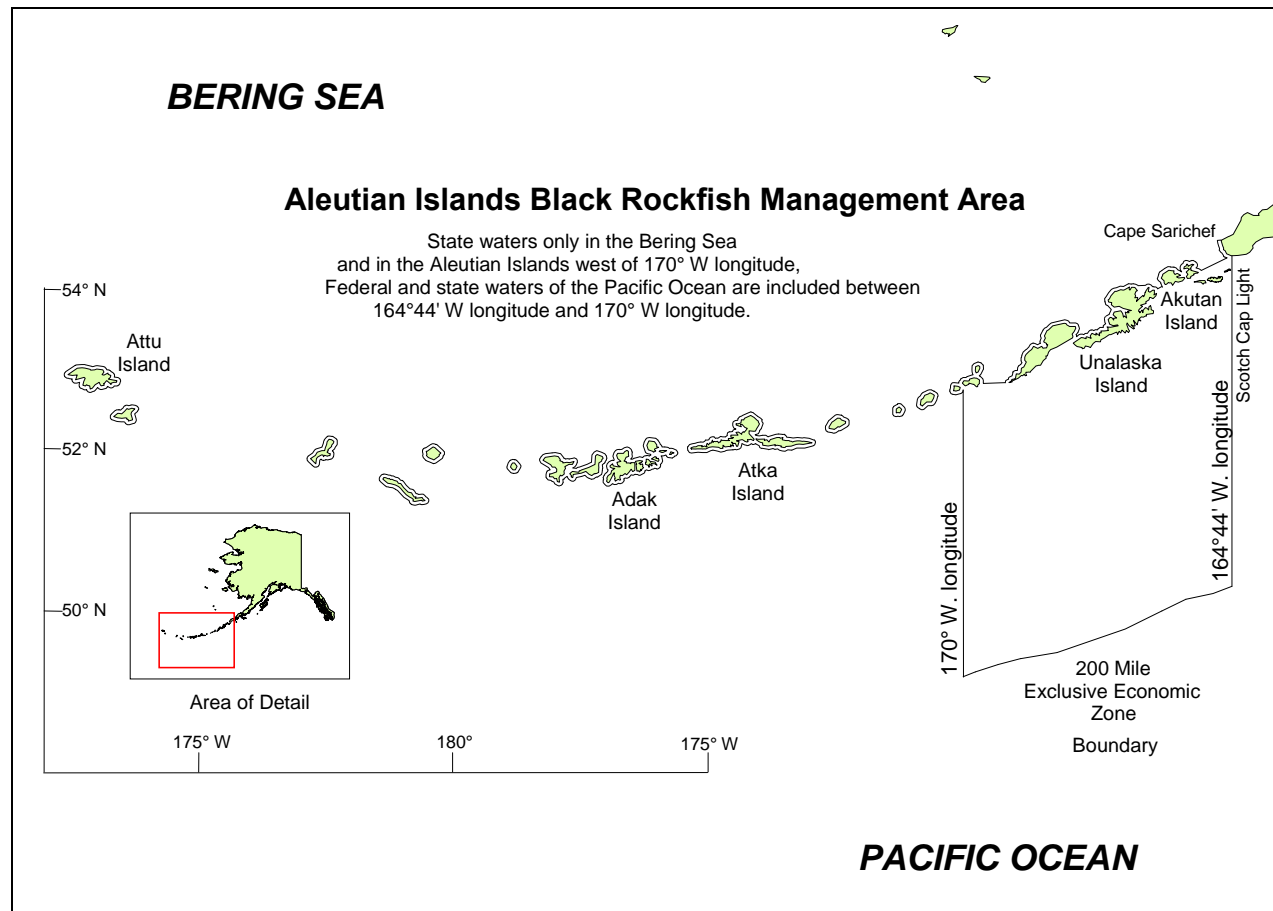 BERING SEA
Aleutian Islands Black Rockfish Management Area
State waters only in the Bering Sea
and in the Aleutian Islands west of 170° W longitude,
Federal and state waters of the Pacific Ocean are included between
164°44' W longitude and 170° W longitude.
Cape Sarichef
54° N
Akutan
Island
Scotch Cap Light
Attu
Island
Unalaska
Island
52° N
Atka
Island
Adak
Island
170° W. longitude
164°44' W. longitude
50° N
Area of Detail
200 Mile
Exclusive Economic
Zone
Boundary
175° W
180°
175° W
PACIFIC OCEAN